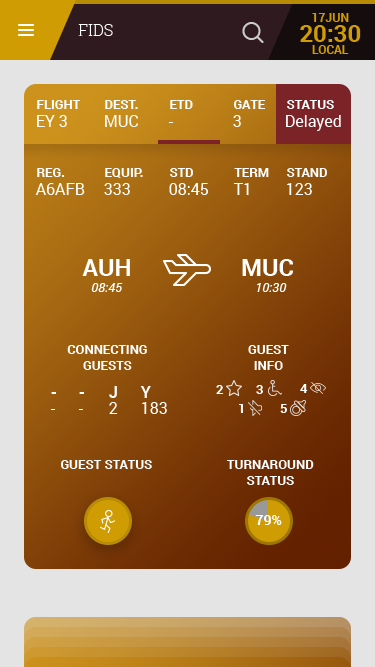 FIDS
17JUN
20:30
LOCAL
FLIGHT DEST. ETD GATE STATUS
EY 3 MUC - 3 Delayed
REG. EQUIP. STD TERM STAND
A6AFB 333 08:45 T1 123
AUH MUC
08:45 10:30
CONNECTING
GUESTS
- - J Y
- - 2 183
GUEST
INFO
2 3 4
1 5
GUEST STATUS
TURNAROUND
STATUS
79%